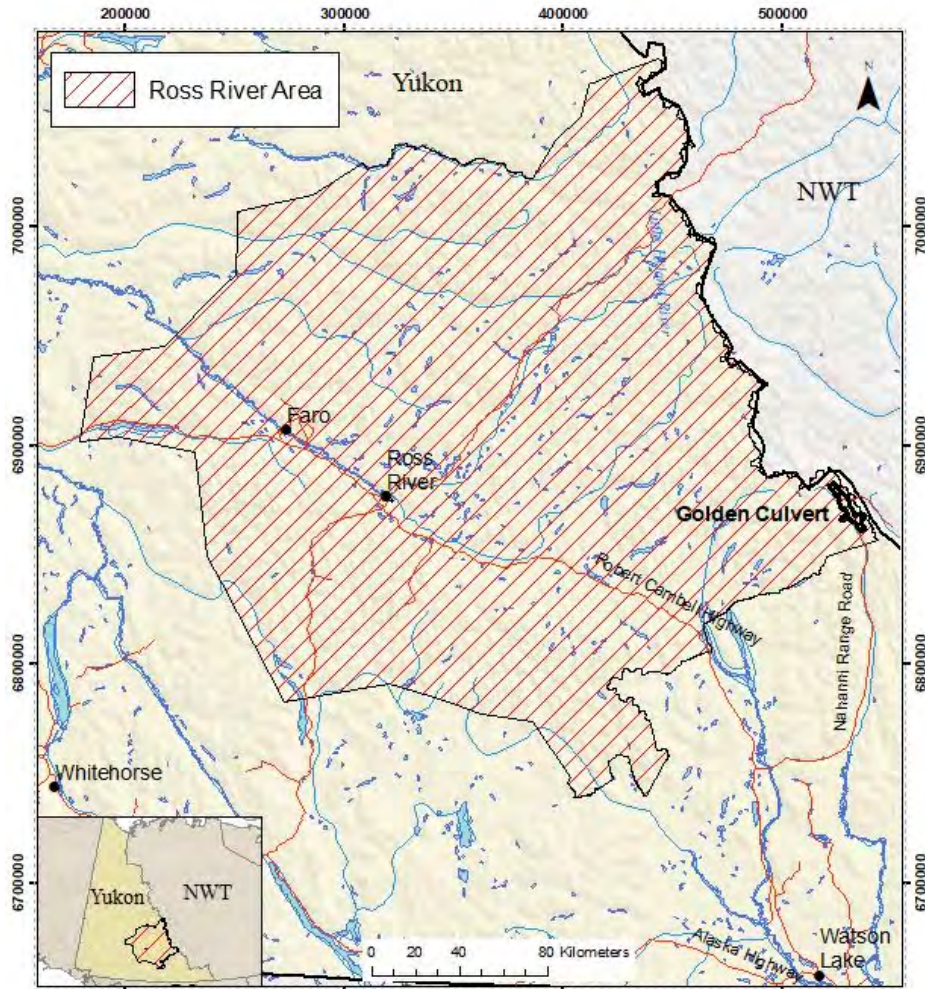 200000 300000 400000 500000
Ross River Area
Yukon
N
NWT
7000000
7000000
Faro
6900000
6900000
Ross
River
Golden Culvert
Robert Cambell Highway
Nahanni Range Road
6800000
6800000
Whitehorse
Yukon
NWT
6700000
6700000
0 20 40 80 Kilometers
Alaska Highway
Watson
Lake